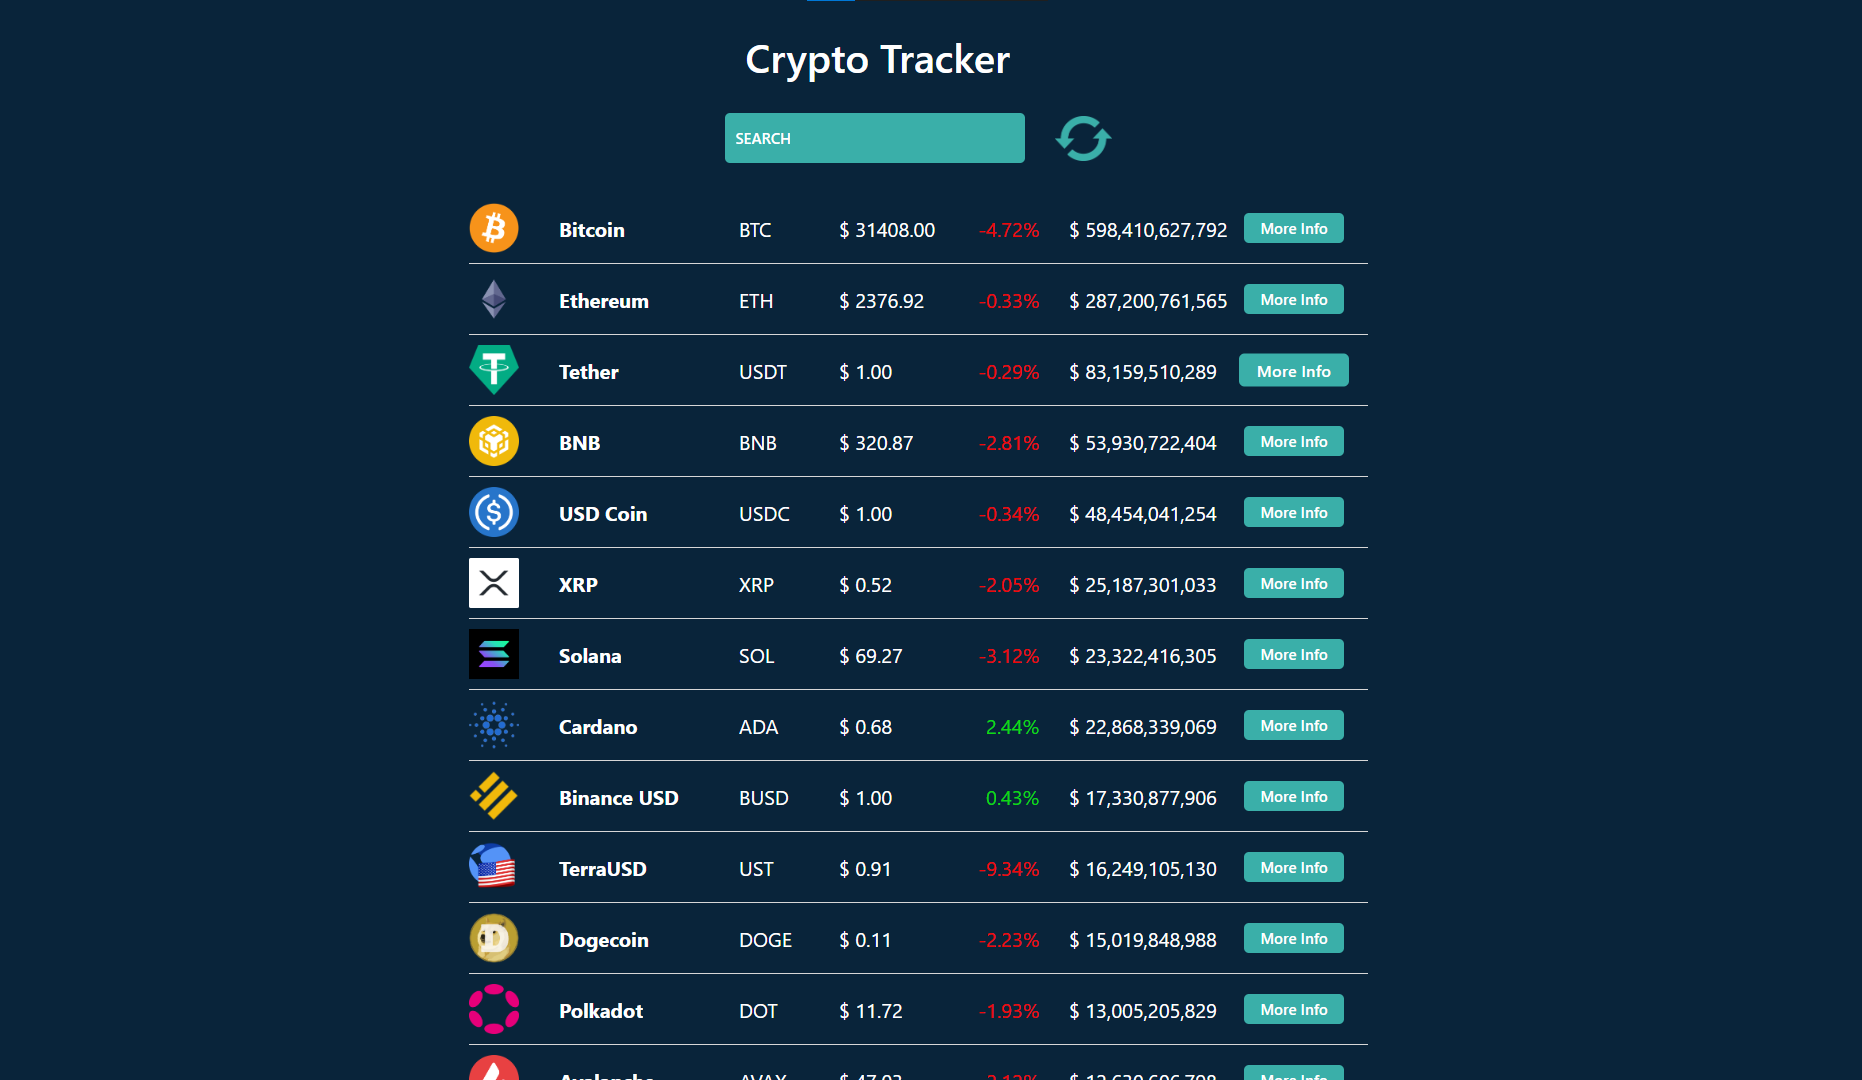 Crypto Tracker
SEARCH
Bitcoin BTC $ 31408.00 -4.72% $ 598,410,627,792 More Info
Ethereum ETH $ 2376.92 -0.33% $ 287,200,761,565 More Info
Tether USDT $ 1.00 -0.29% $ 83,159,510,289 More Info
BNB BNB $ 320.87 -2.81% $ 53,930,722,404 More Info
USD Coin USDC $ 1.00 -0.34% $ 48,454,041,254 More Info
XRP XRP $ 0.52 -2.05% $ 25,187,301,033 More Info
Solana SOL $ 69.27 -3.12% $ 23,322,416,305 More Info
Cardano ADA $ 0.68 2.44% $ 22,868,339,069 More Info
Binance USD BUSD $ 1.00 0.43% $ 17,330,877,906 More Info
TerraUSD UST $ 0.91 -9.34% $ 16,249,105,130 More Info
Dogecoin DOGE $ 0.11 -2.23% $ 15,019,848,988 More Info
Polkadot DOT $ 11.72 -1.93% $ 13,005,205,829 More Info
Avalanche AVAX More Info